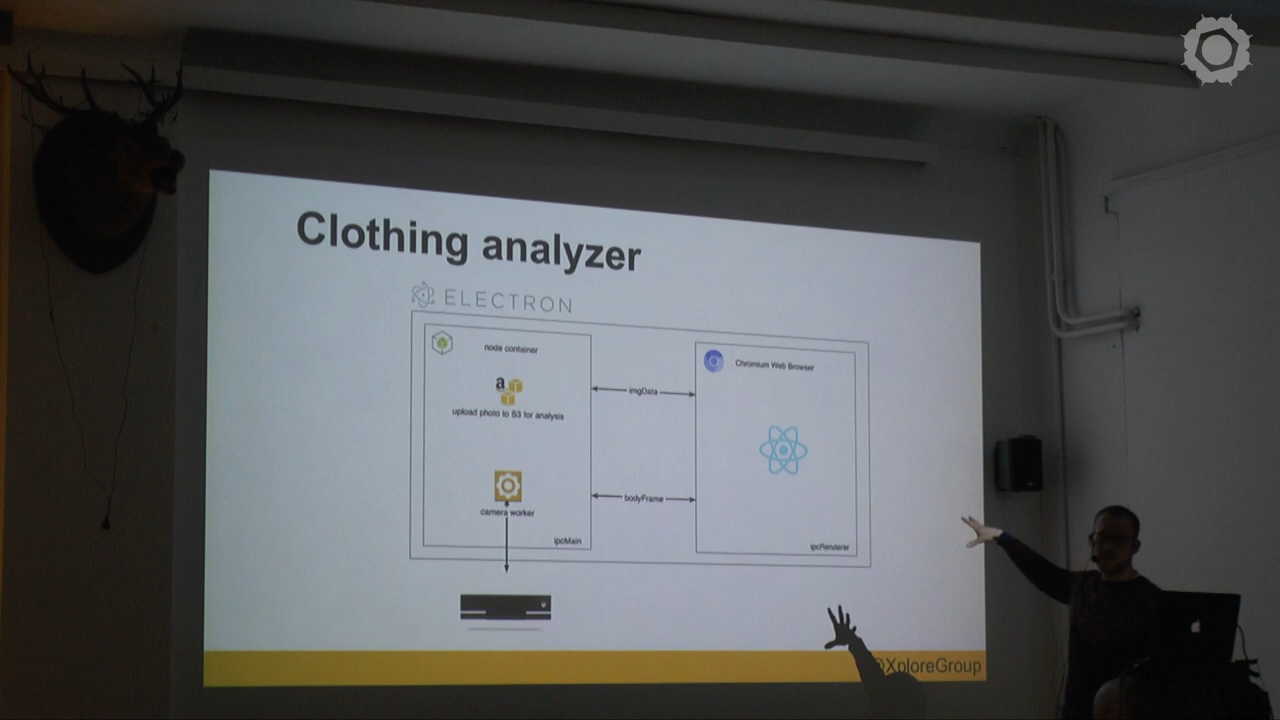 Clothing analyzer
ELECTRON
node container
Chromium Web Browser
a
imgData
upload photo to S3 for analysis
bodyFrame
camera worker
ipcMain
ipcRenderer
@XploreGroup